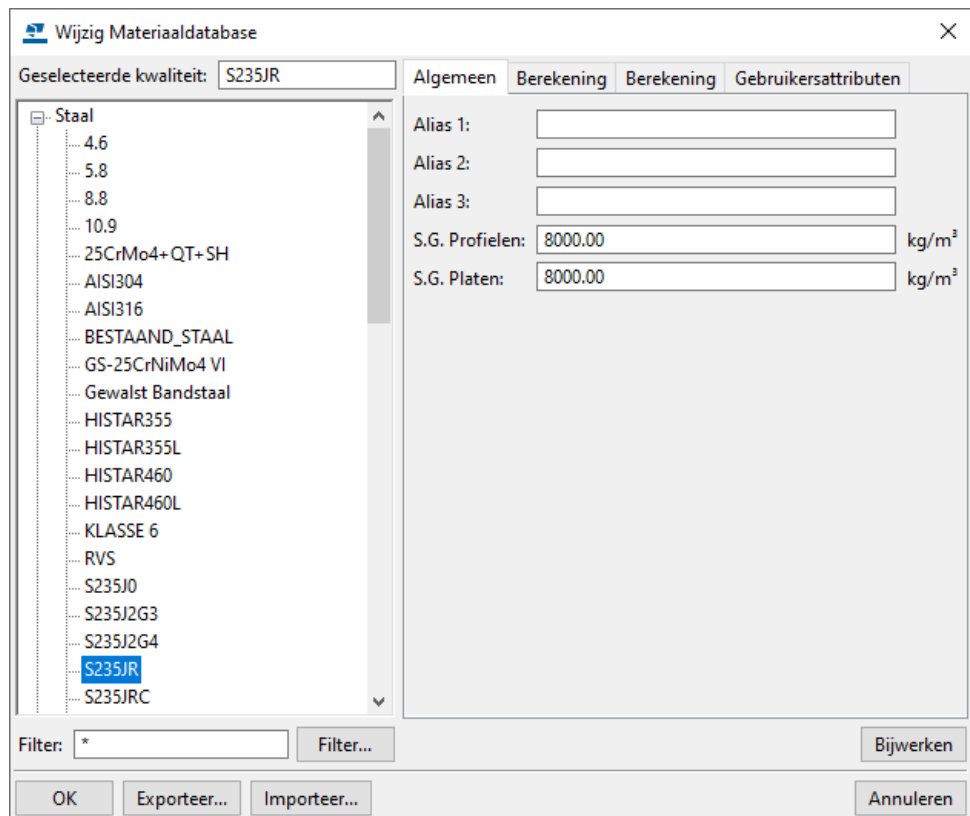 Wijzig Materiaaldatabase
Geselecteerde kwaliteit: S235JR
Staal
4.6
5.8
8.8
10.9
25CrMo4+QT+SH
AISI304
AISI316
BESTAAND_STAAL
GS-25CrNiMo4 VI
Gewalst Bandstaal
HISTAR355
HISTAR355L
HISTAR460
HISTAR460L
KLASSE 6
RVS
S235J0
S235J2G3
S235J2G4
S235JR
S235JRC
Filter: * Filter...
Algemeen Berekening Berekening Gebruikersattributen
Alias 1:
Alias 2:
Alias 3:
S.G. Profielen: 8000.00 kg/m³
S.G. Platen: 8000.00 kg/m³
Bijwerken
OK Exporteer... Importeer... Annuleren